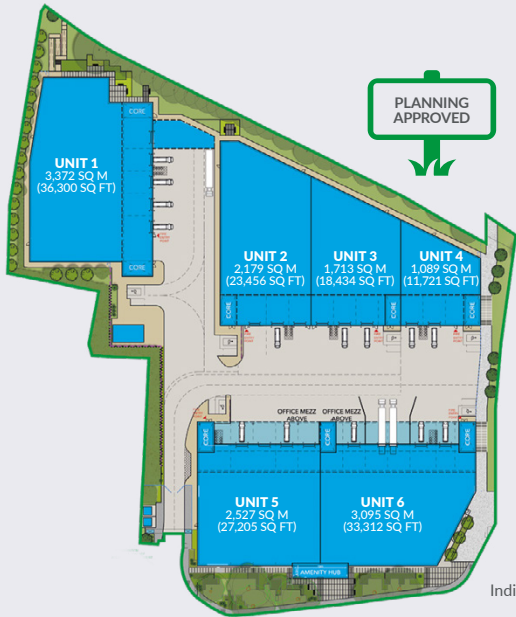 PLANNING
APPROVED
CORE
UNIT 1
3,372 SQ M
(36,300 SQ FT)
CORE
UNIT 2
2,179 SQ M
(23,456 SQ FT)
UNIT 3
1,713 SQ M
(18,434 SQ FT)
UNIT 4
1,089 SQ M
(11,721 SQ FT)
CORE
CORE
CORE
OFFICE MEZZ
ABOVE
OFFICE MEZZ
ABOVE
CORE
CORE
CORE
UNIT 5
2,527 SQ M
(27,205 SQ FT)
UNIT 6
3,095 SQ M
(33,312 SQ FT)
AMENITY HUB
Indi